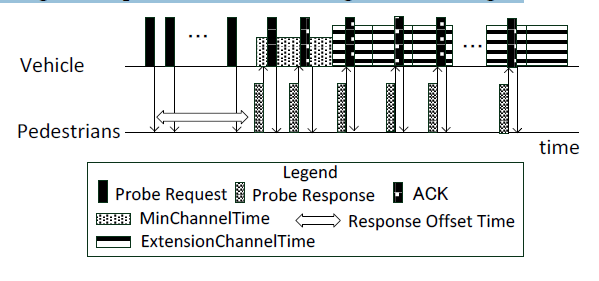 ...
Vehicle
...
Pedestrians
time
Legend
Probe Request Probe Response ACK
MinChannelTime Response Offset Time
ExtensionChannelTime